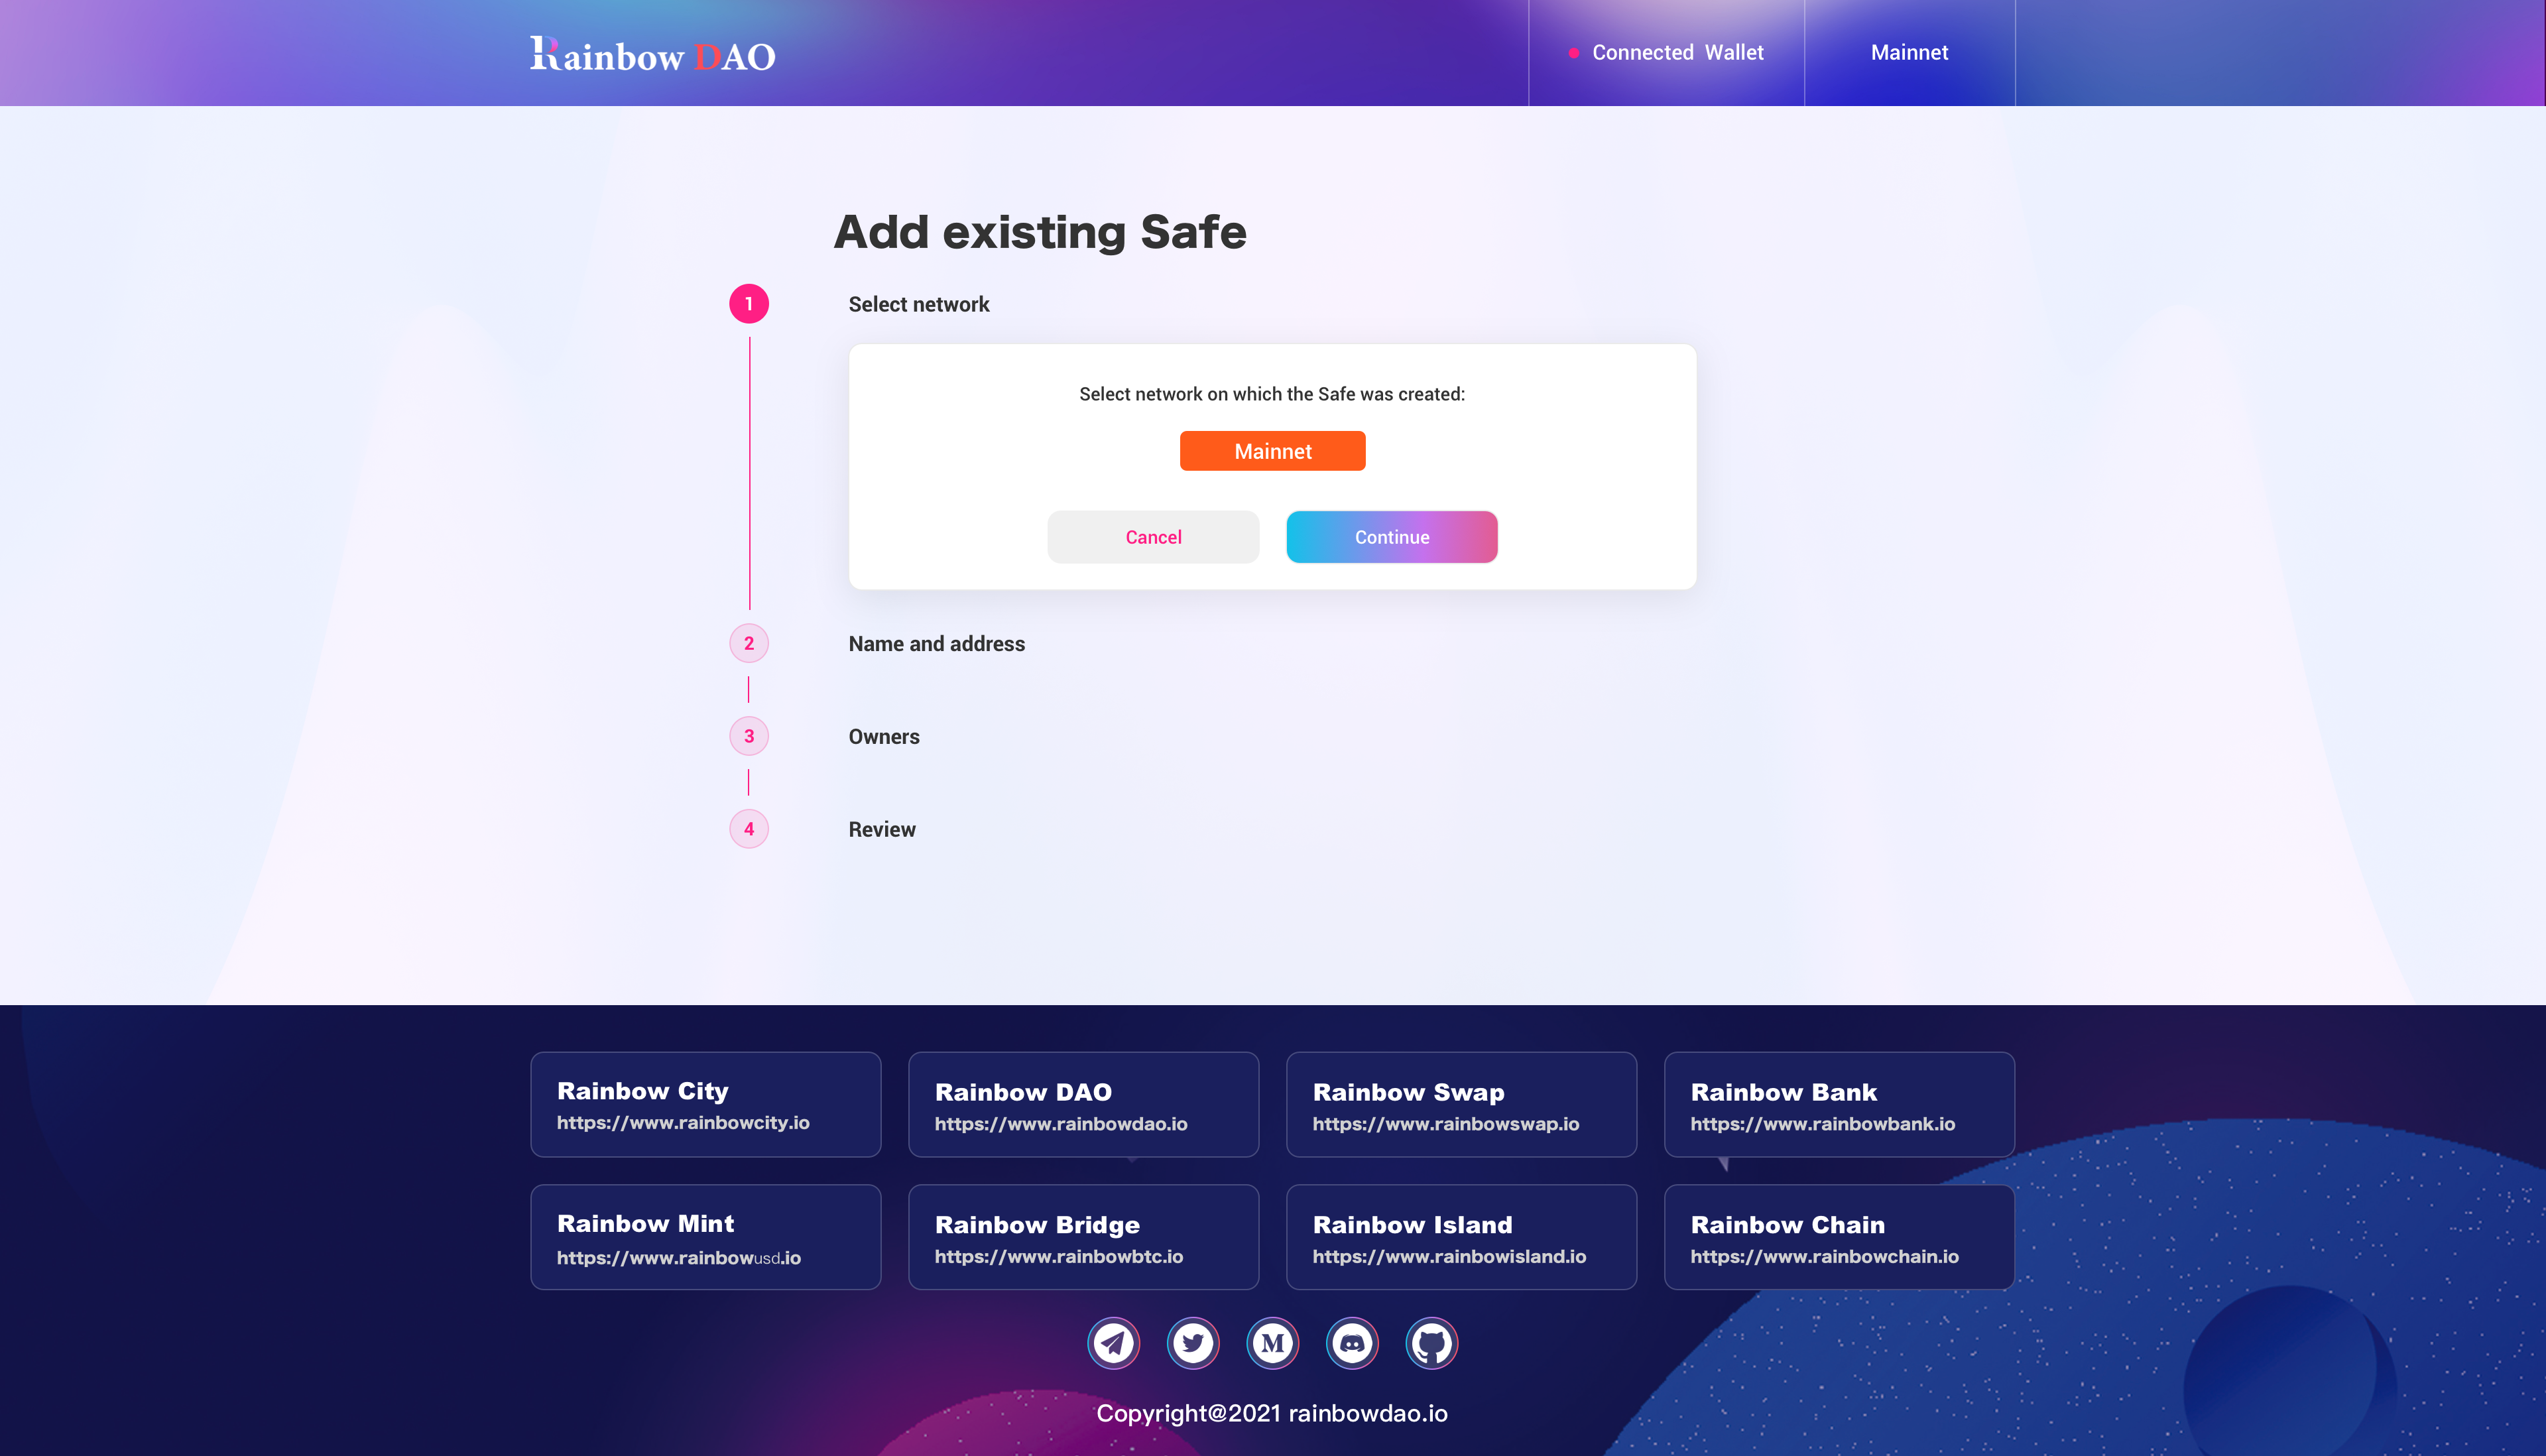 Rainbow DAO
Connected Wallet
Mainnet
Add existing Safe
1
Select network
Select network on which the Safe was created:
Mainnet
Cancel
Continue
2
Name and address
3
Owners
4
Review
Rainbow City
https://www.rainbowcity.io
Rainbow DAO
https://www.rainbowdao.io
Rainbow Swap
https://www.rainbowswap.io
Rainbow Bank
https://www.rainbowbank.io
Rainbow Mint
https://www.rainbowusd.io
Rainbow Bridge
https://www.rainbowbtc.io
Rainbow Island
https://www.rainbowisland.io
Rainbow Chain
https://www.rainbowchain.io
M
Copyright@2021 rainbowdao.io